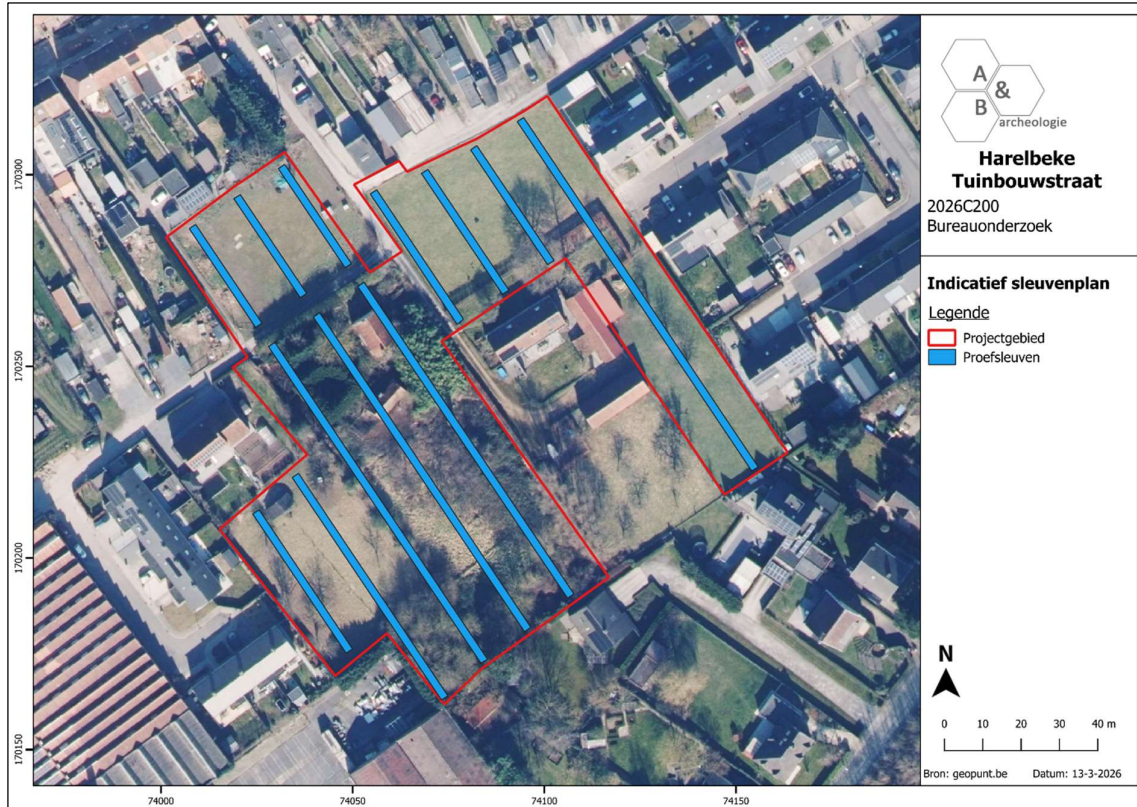 A
&
B
archeologie
Harelbeke
Tuinbouwstraat
2026C200
Bureauonderzoek
Indicatief sleuvenplan
Legende
Projectgebied
Proefsleuven
N
0 10 20 30 40 m
Bron: geopunt.be Datum: 13-3-2026
170300
170250
170200
170150
74000 74050 74100 74150